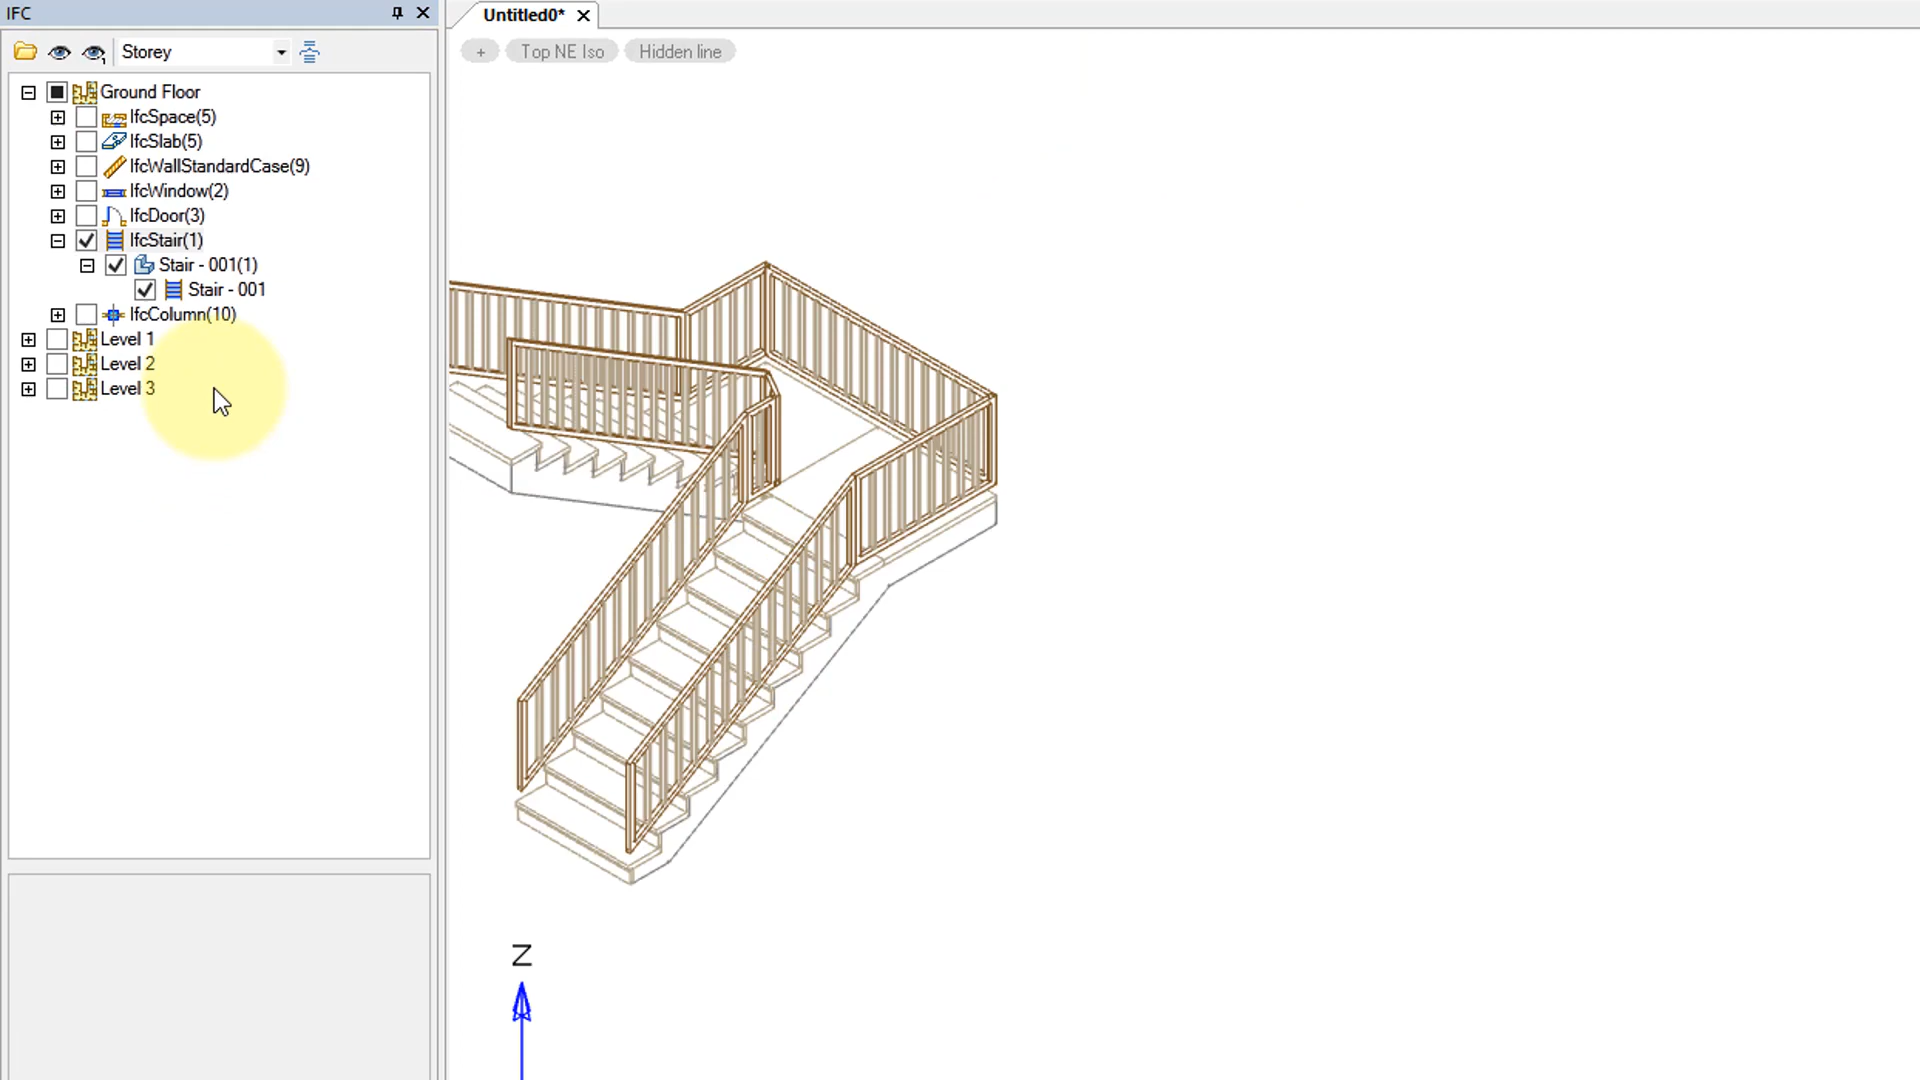 IFC
Untitled0*
Storey
+ Top NE Iso Hidden line
Ground Floor
IfcSpace(5)
IfcSlab(5)
IfcWallStandardCase(9)
IfcWindow(2)
IfcDoor(3)
IfcStair(1)
Stair - 001(1)
Stair - 001
IfcColumn(10)
Level 1
Level 2
Level 3
Z